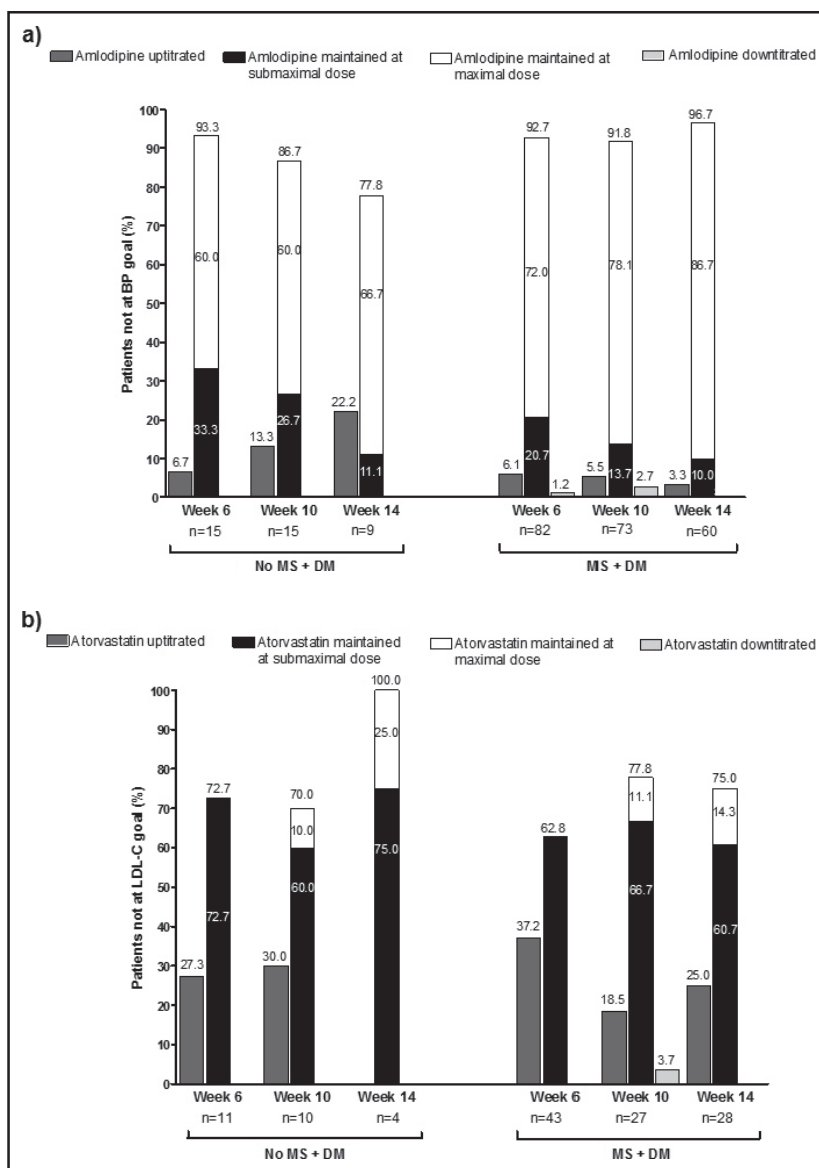 a)
Amlodipine uptitrated
Amlodipine maintained at
submaximal dose
Amlodipine maintained at
maximal dose
Amlodipine downtitrated
Patients not at BP goal (%)
100
90
80
70
60
50
40
30
20
10
0
93.3
86.7
77.8
92.7
91.8
96.7
60.0
60.0
66.7
72.0
78.1
86.7
6.7
33.3
13.3
26.7
22.2
11.1
6.1
20.7
1.2
5.5
13.7
2.7
3.3
10.0
Week 6
Week 10
Week 14
Week 6
Week 10
Week 14
n=15
n=15
n=9
n=82
n=73
n=60
No MS + DM
MIS + DM
b)
Atorvastatin uptitrated
Atorvastatin maintained
at submaximal dose
Atorvastatin maintained at
maximal dose
Atorvastatin downtitrated
Patients not at LDL-C goal (%)
100
90
80
70
60
50
40
30
20
10
0
100.0
25.0
72.7
70.0
10.0
77.8
11.1
75.0
14.3
62.8
27.3
72.7
30.0
60.0
75.0
37.2
18.5
66.7
3.7
25.0
60.7
Week 6
Week 10
Week 14
Week 6
Week 10
Week 14
n=11
n=10
n=4
n=43
n=27
n=28
No MS + DM
MS + DM